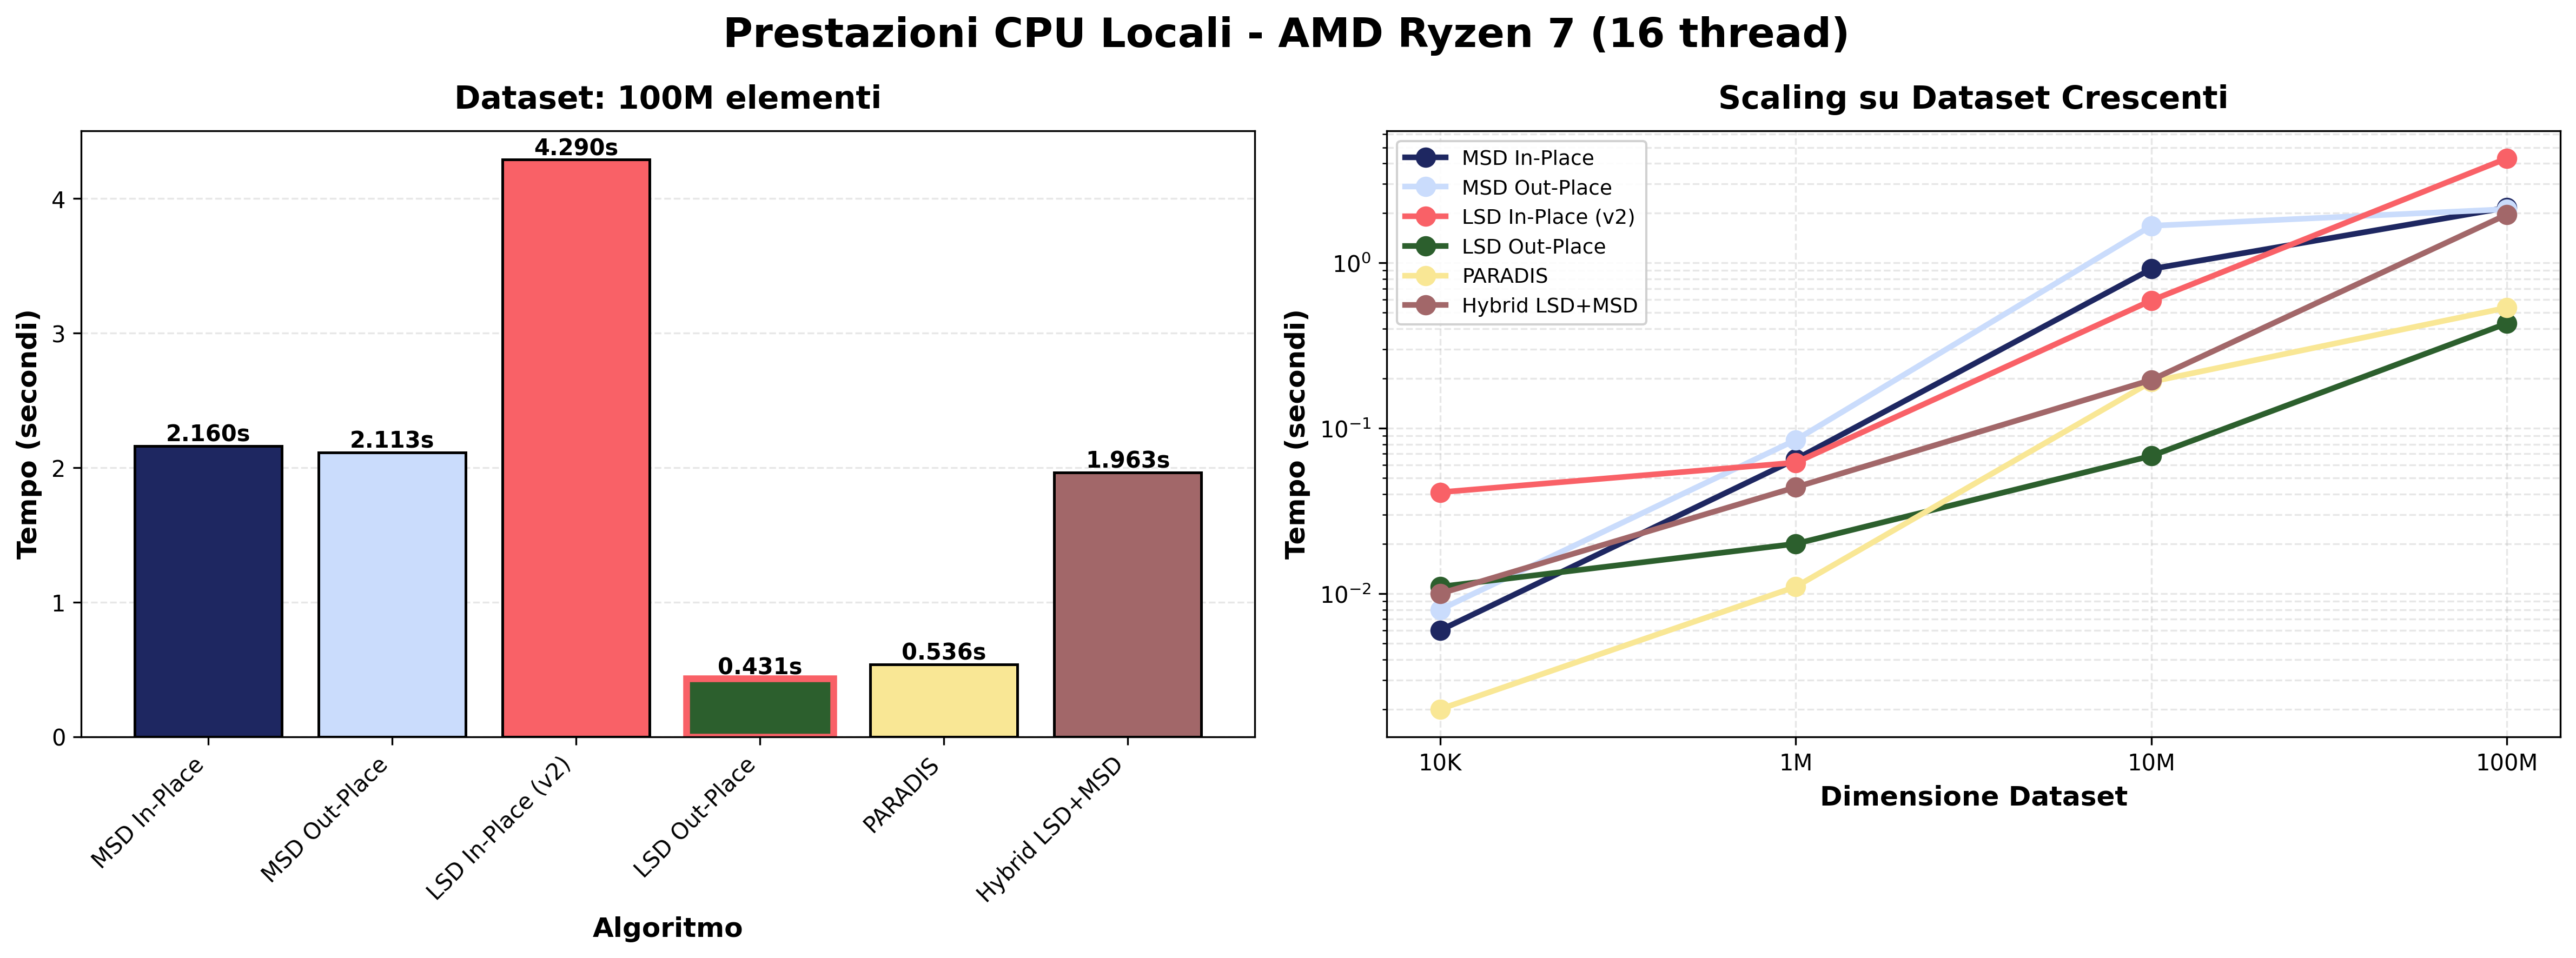 Prestazioni CPU Locali - AMD Ryzen 7 (16 thread)
Dataset: 100M elementi
Tempo (secondi)
4
3
2
1
0
2.160s
2.113s
4.290s
0.431s
0.536s
1.963s
MSD In-Place
MSD Out-Place
LSD In-Place (v2)
LSD Out-Place
PARADIS
Hybrid LSD+MSD
Algoritmo
Scaling su Dataset Crescenti
Tempo (secondi)
10⁰
10⁻¹
10⁻²
MSD In-Place
MSD Out-Place
LSD In-Place (v2)
LSD Out-Place
PARADIS
Hybrid LSD+MSD
10K
1M
10M
100M
Dimensione Dataset